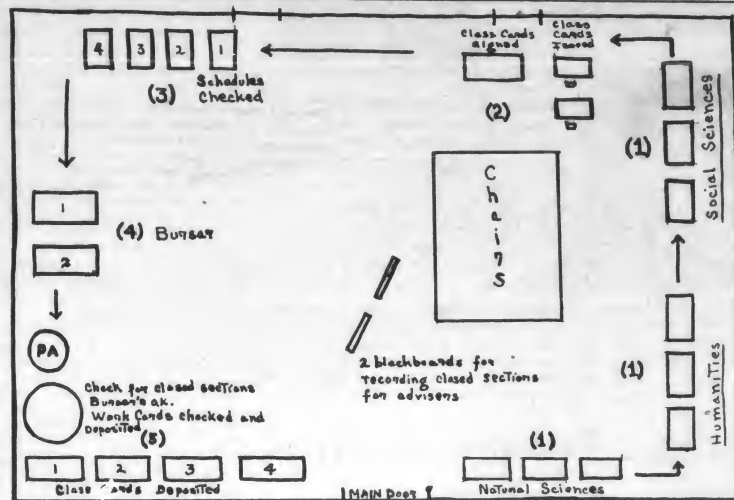 Class Cards
Aligned
Class
Cards
Issued
4 3 2 1
Schedules
Checked
(3)
(2)
(1)
Social Sciences
Chairs
1
2
(4) Bursar
PA
2 blackboards for
recording closed sections
for advisers
(1)
Humanities
Check for closed sections
Bursar's o.k.
Work Cards checked and
Deposited
(5)
1 2 3 4
Class Cards Deposited
MAIN DOOR
(1)
Natural Sciences